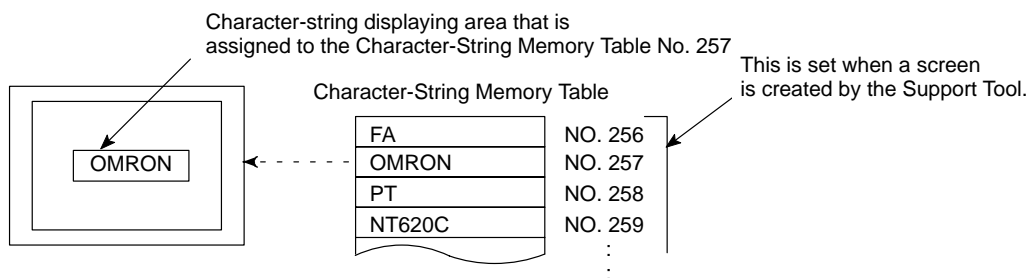 Character-string displaying area that is
assigned to the Character-String Memory Table No. 257
This is set when a screen
is created by the Support Tool.
Character-String Memory Table
OMRON
FA NO. 256
OMRON NO. 257
PT NO. 258
NT620C NO. 259